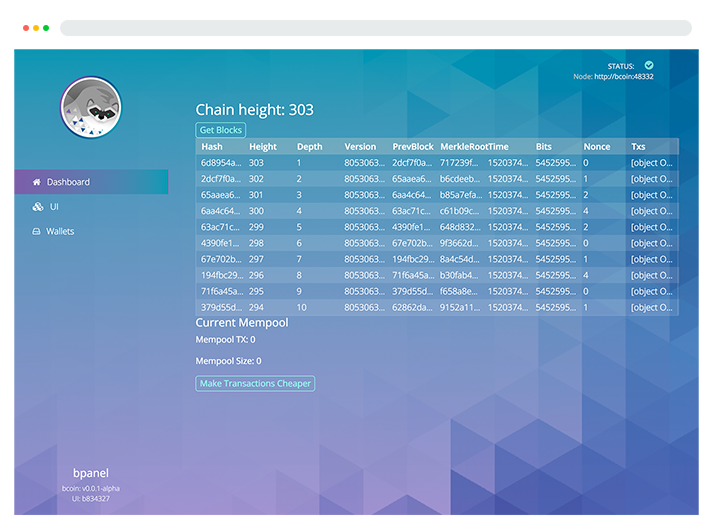 STATUS:
Node: http://bcoin:48332
Chain height: 303
Get Blocks
Hash Height Depth Version PrevBlock MerkleRootTime Bits Nonce Txs
6d8954a... 303 1 8053063... 2dcf7f0a... 717239f... 1520374... 5452595... 0 [object O...
2dcf7f0a... 302 2 8053063... 65aaea6... b6cdeeb... 1520374... 5452595... 1 [object O...
65aaea6... 301 3 8053063... 6aa4c64... b85a7efa... 1520374... 5452595... 2 [object O...
6aa4c64... 300 4 8053063... 63ac71c... c61b09c... 1520374... 5452595... 4 [object O...
63ac71c... 299 5 8053063... 4390fe1... 648d832... 1520374... 5452595... 2 [object O...
4390fe1... 298 6 8053063... 67e702b... 9f3662d... 1520374... 5452595... 0 [object O...
67e702b... 297 7 8053063... 194fbc29... 8a4c54d... 1520374... 5452595... 1 [object O...
194fbc29... 296 8 8053063... 71f6a45a... b30fab4... 1520374... 5452595... 4 [object O...
71f6a45a... 295 9 8053063... 379d55d... f658a8e... 1520374... 5452595... 0 [object O...
379d55d... 294 10 8053063... 62862da... 9152a11... 1520374... 5452595... 1 [object O...
Current Mempool
Mempool TX: 0
Mempool Size: 0
Make Transactions Cheaper
Dashboard
UI
Wallets
bpanel
bcoin: v0.0.1-alpha
UI: b834327